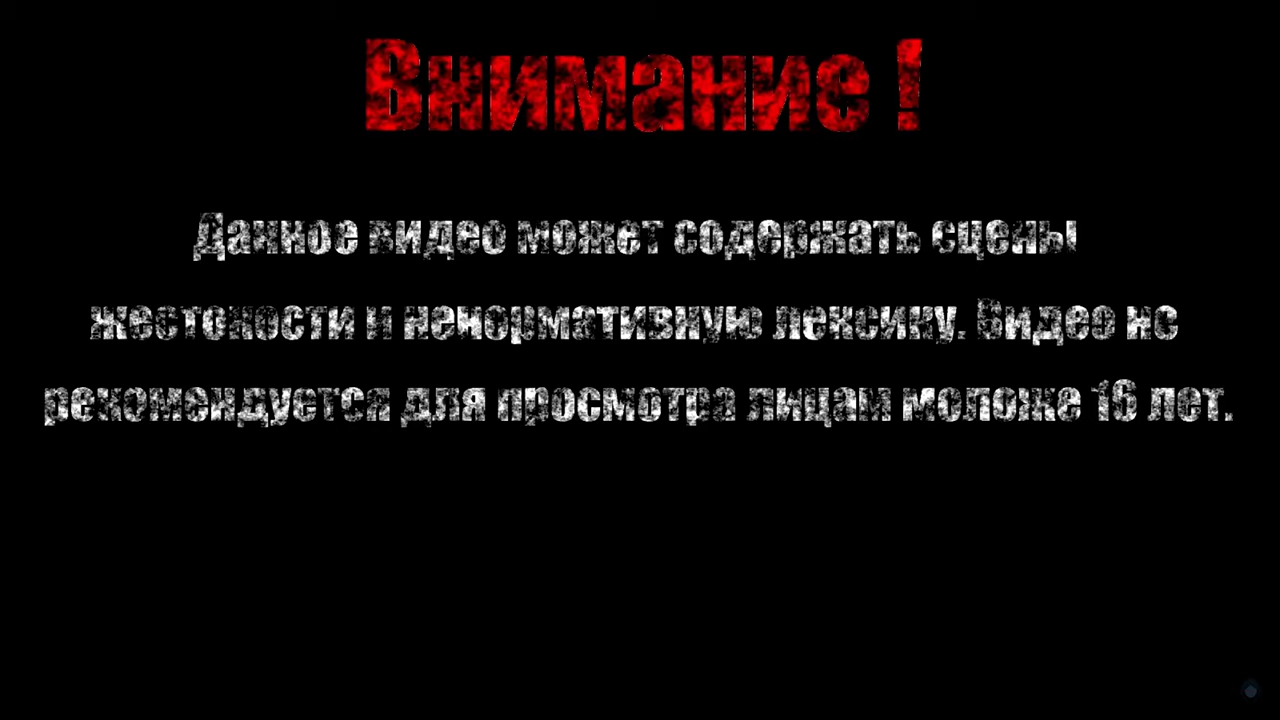 Внимание !
Данное видео может содержать сцены
жестокости и ненормативную лексику. Видео не
рекомендуется для просмотра лицам моложе 16 лет.